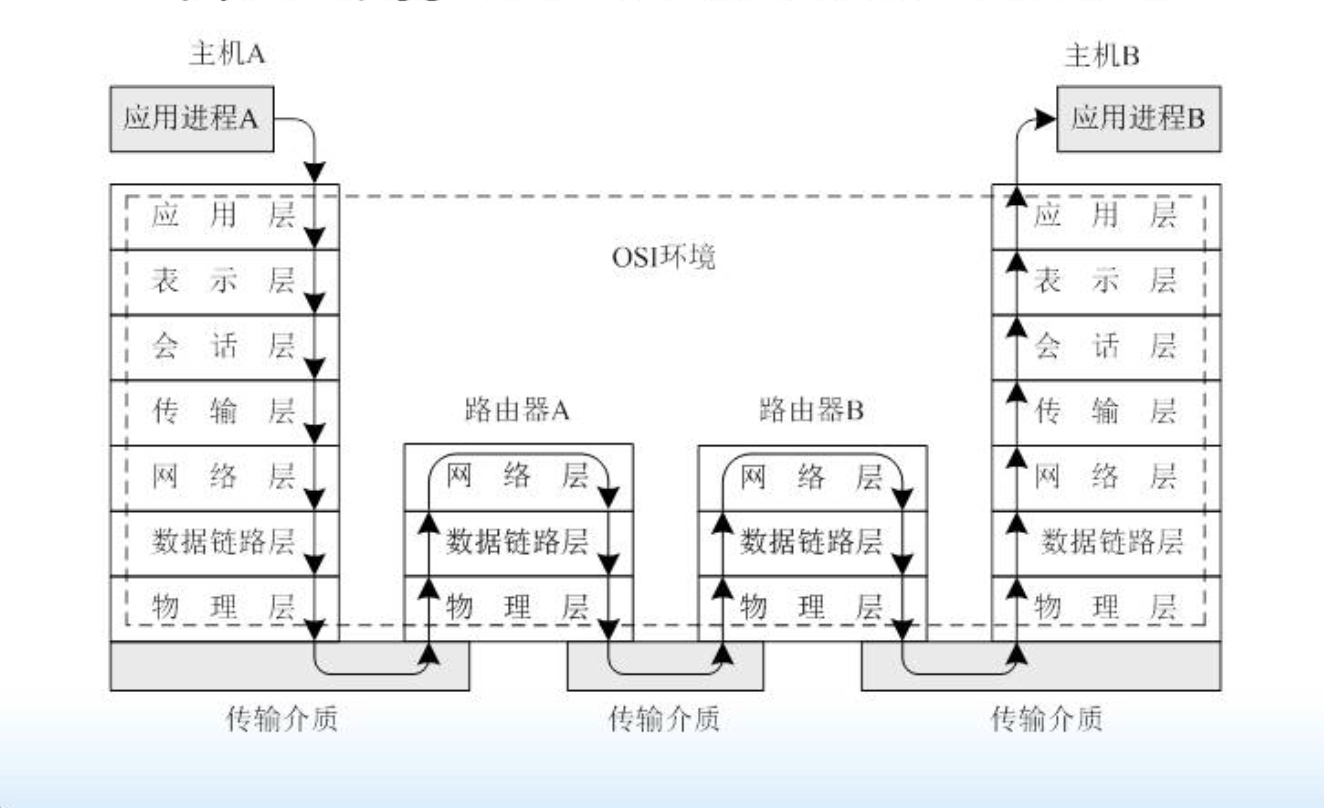 主机A
主机B
应用进程A
应用进程B
应用层
应用层
OSI环境
表示层
表示层
会话层
会话层
传输层
路由器A
路由器B
传输层
网络层
网络层
网络层
网络层
数据链路层
数据链路层
数据链路层
数据链路层
物理层
物理层
物理层
物理层
传输介质
传输介质
传输介质